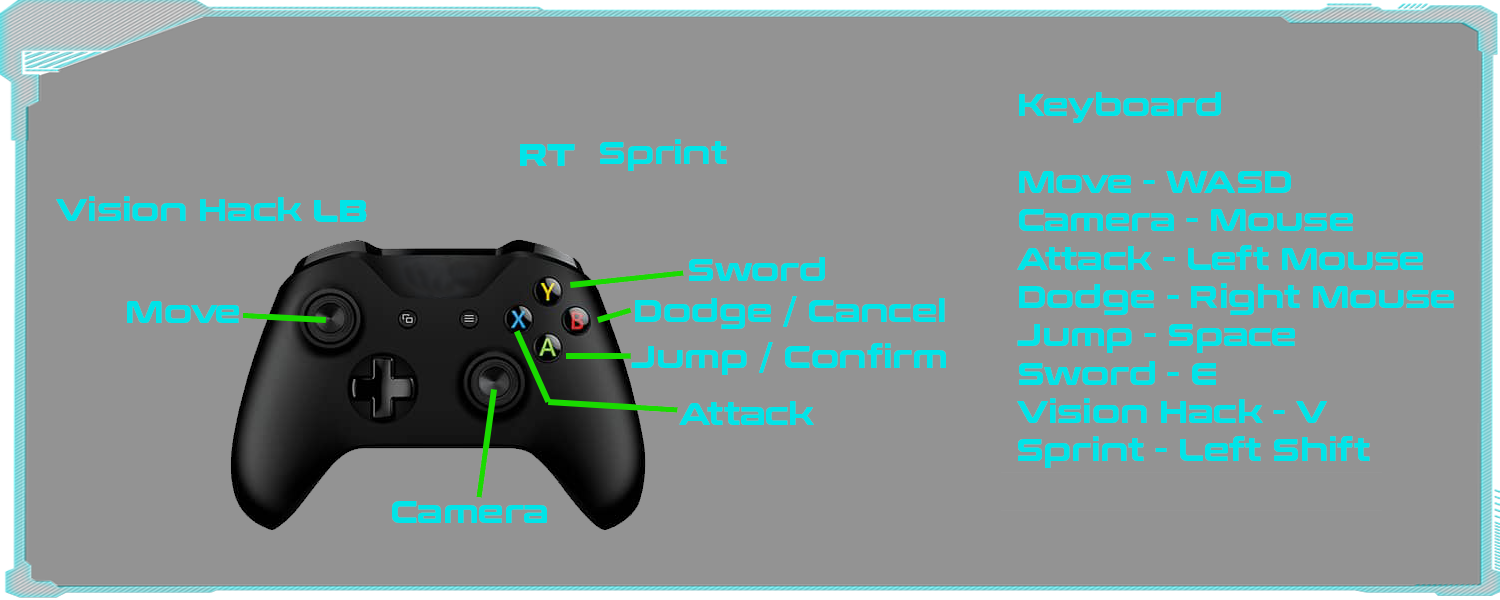 RT Sprint
Vision Hack LB
Move
Y
X
B
A
Sword
Dodge / Cancel
Jump / Confirm
Attack
Camera
Keyboard
Move - WASD
Camera - Mouse
Attack - Left Mouse
Dodge - Right Mouse
Jump - Space
Sword - E
Vision Hack - V
Sprint - Left Shift